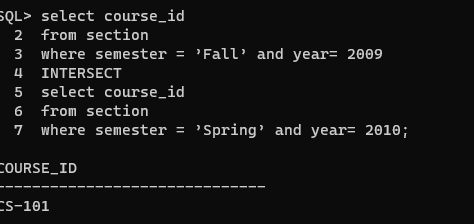 SQL> select course_id
2 from section
3 where semester = ’Fall’ and year= 2009
4 INTERSECT
5 select course_id
6 from section
7 where semester = ’Spring’ and year= 2010;
COURSE_ID
------------------------------
CS-101